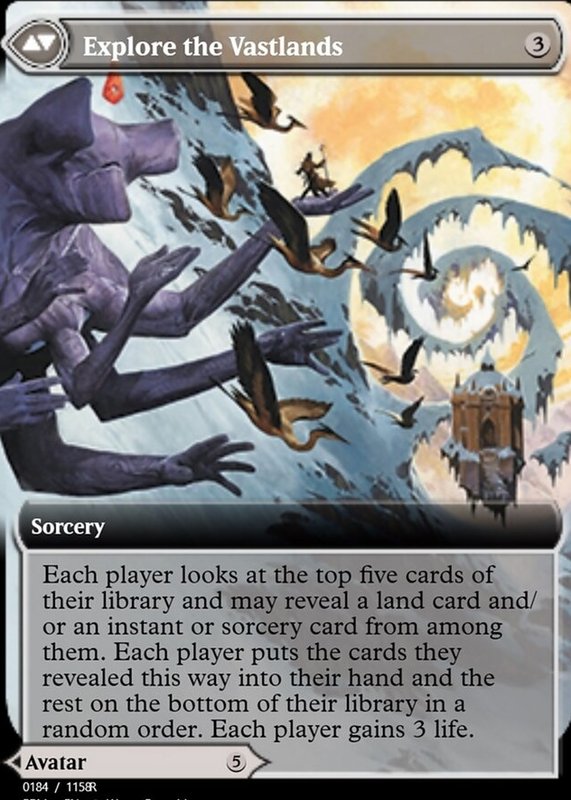 Explore the Vastlands 3
Sorcery
Each player looks at the top five cards of
their library and may reveal a land card and/
or an instant or sorcery card from among
them. Each player puts the cards they
revealed this way into their hand and the
rest on the bottom of their library in a
random order. Each player gains 3 life.
Avatar 5
0184 / 1158R